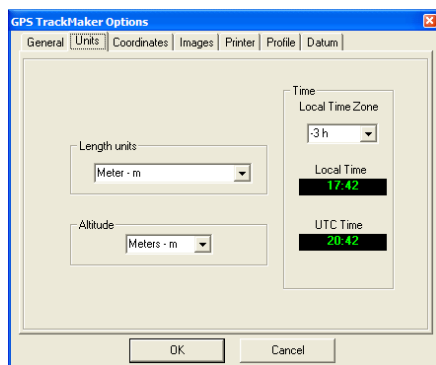 GPS TrackMaker Options
General Units Coordinates Images Printer Profile Datum
Time
Local Time Zone
-3 h
Length units
Meter - m
Local Time
17:42
Altitude
Meters - m
UTC Time
20:42
OK Cancel